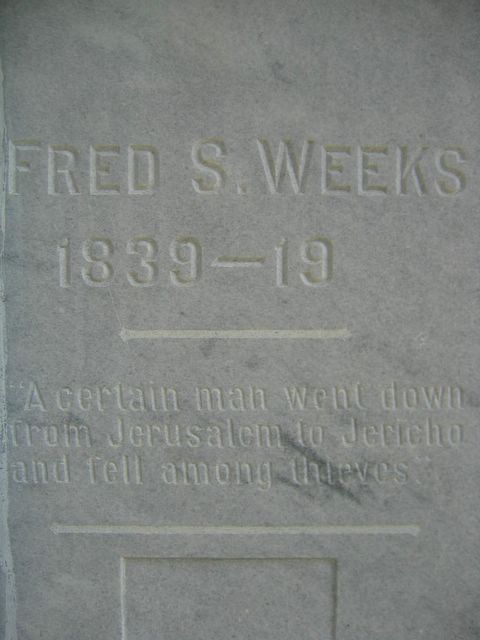 FRED S. WEEKS
1839—19
"A certain man went down
from Jerusalem to Jericho
and fell among thieves."